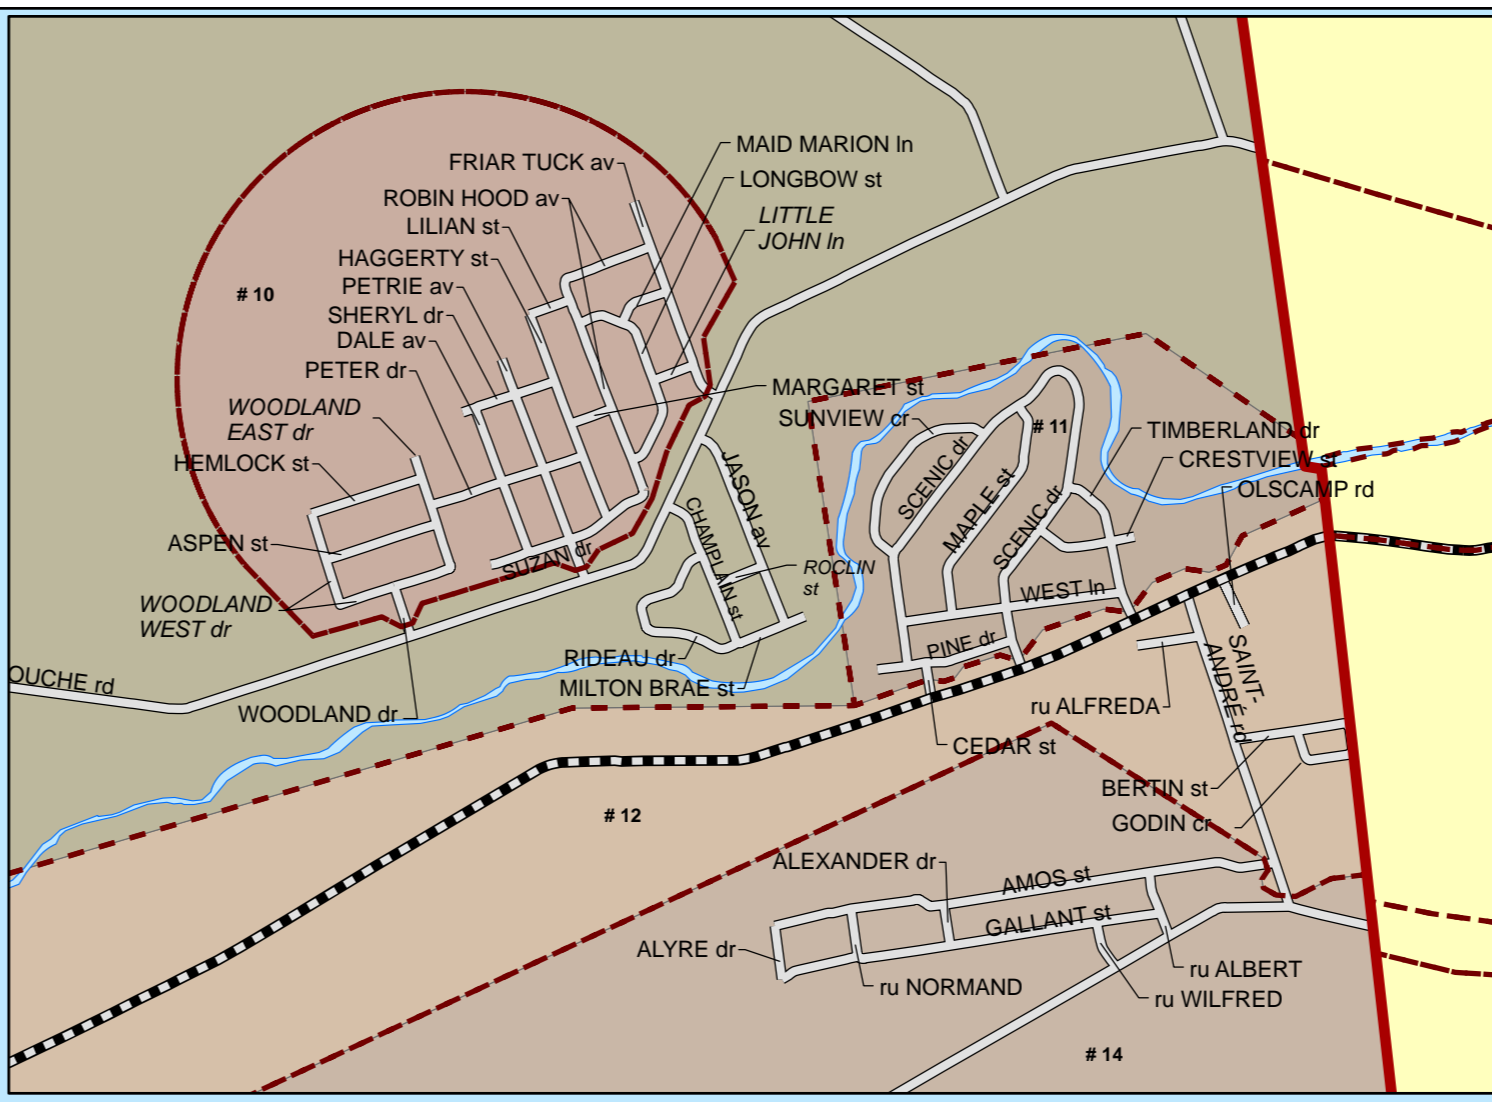 MAID MARION ln
FRIAR TUCK av
LONGBOW st
ROBIN HOOD av
LITTLE
JOHN ln
LILIAN st
HAGGERTY st
PETRIE av
# 10
SHERYL dr
DALE av
PETER dr
MARGARET st
WOODLAND
EAST dr
SUNVIEW cr
# 11
TIMBERLAND dr
HEMLOCK st
CRESTVIEW st
OLSCAMP rd
JASON av
SCENIC dr
MAPLE st
SCENIC dr
CHAMPLAIN st
ASPEN st
SUZAN dr
ROCLIN
st
WOODLAND
WEST dr
WEST ln
PINE dr
RIDEAU dr
MILTON BRAE st
OUCHE rd
WOODLAND dr
SAINT-
ANDRÉ rd
ru ALFREDA
CEDAR st
BERTIN st
GODIN cr
# 12
ALEXANDER dr
AMOS st
GALLANT st
ALYRE dr
ru NORMAND
ru ALBERT
ru WILFRED
# 14